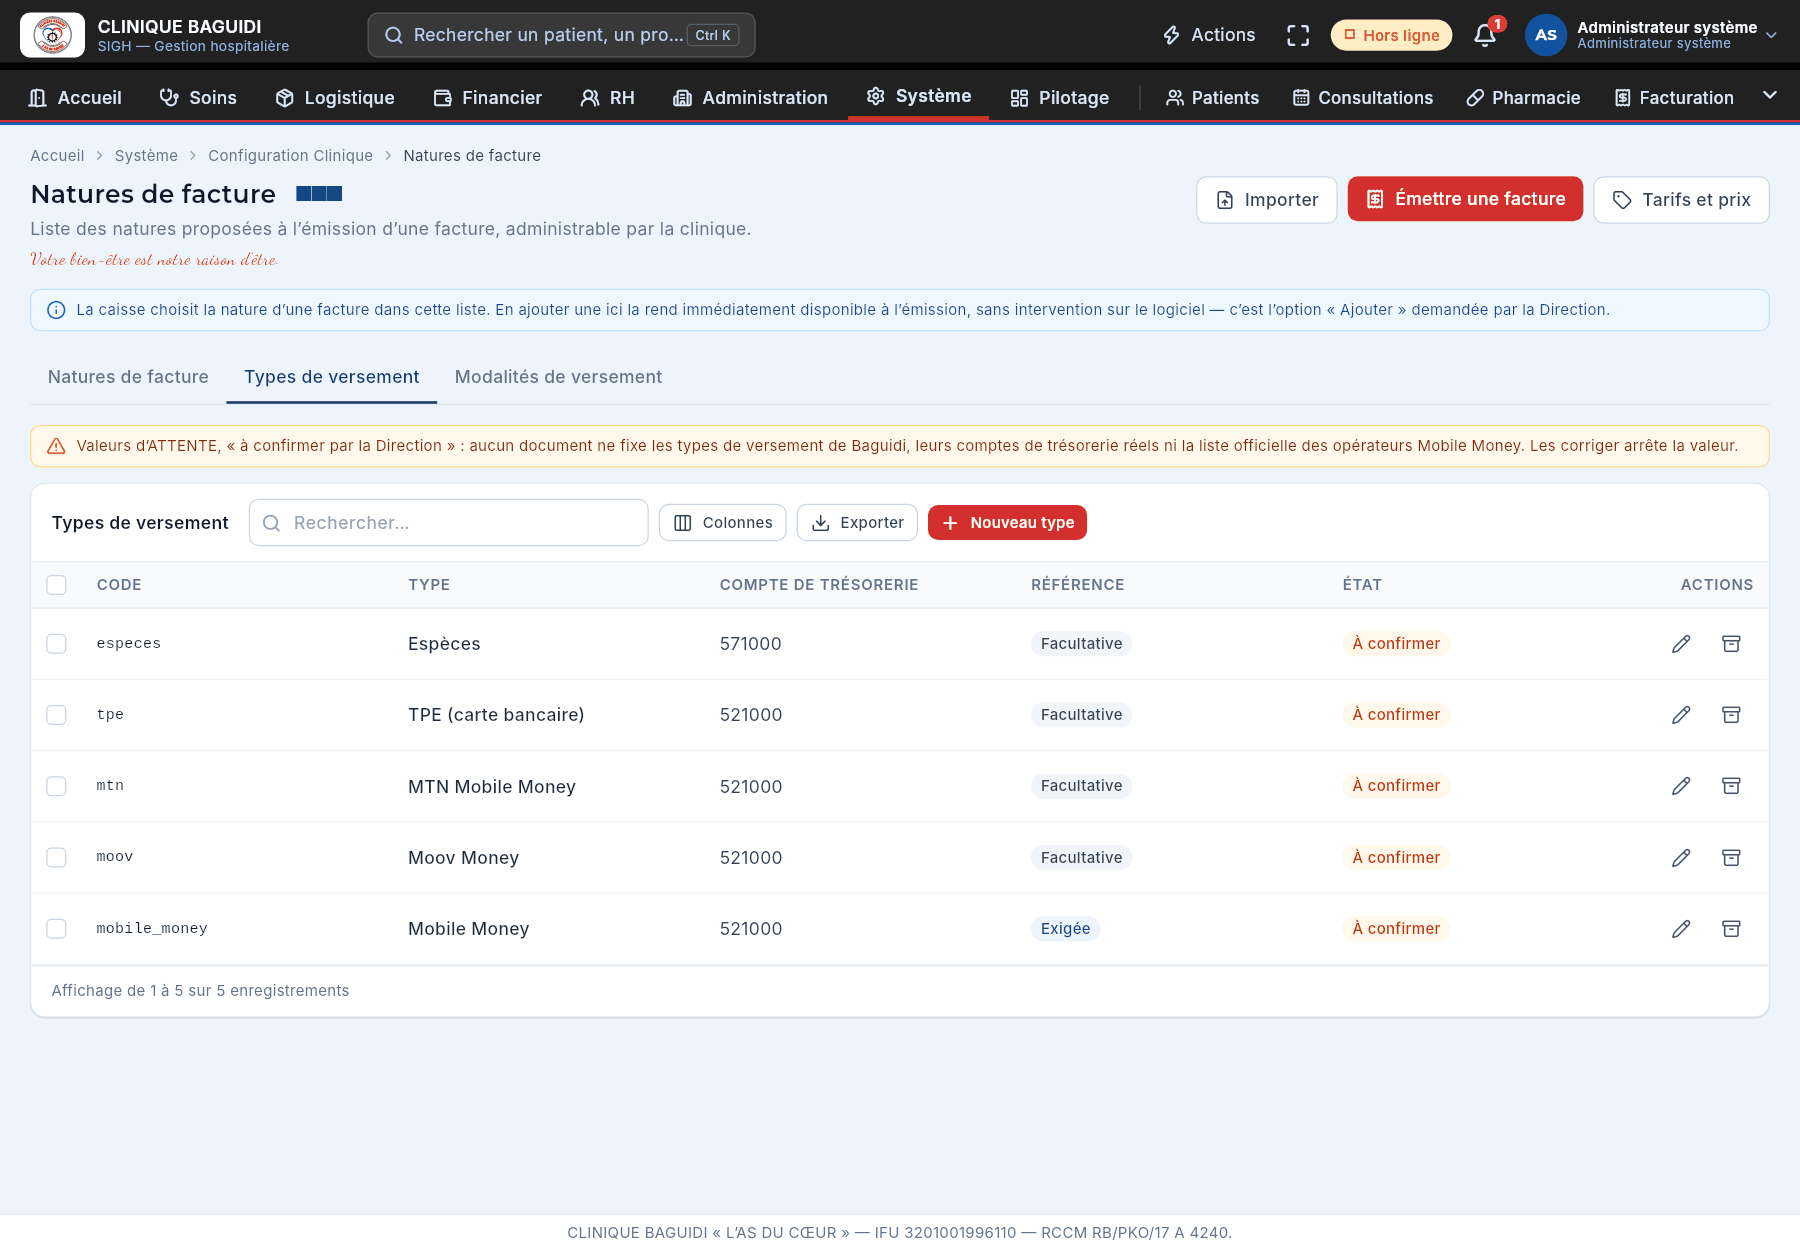 CLINIQUE BAGUIDI
SIGH — Gestion hospitalière
Rechercher un patient, un pro... Ctrl K
Actions
Hors ligne
1
AS
Administrateur système
Administrateur système
Accueil Soins Logistique Financier RH Administration Système Pilotage Patients Consultations Pharmacie Facturation
Accueil > Système > Configuration Clinique > Natures de facture
Natures de facture
Importer Émettre une facture Tarifs et prix
Liste des natures proposées à l’émission d’une facture, administrable par la clinique.
Votre bien-être est notre raison d'être.
La caisse choisit la nature d’une facture dans cette liste. En ajouter une ici la rend immédiatement disponible à l’émission, sans intervention sur le logiciel — c’est l’option « Ajouter » demandée par la Direction.
Natures de facture Types de versement Modalités de versement
Valeurs d’ATTENTE, « à confirmer par la Direction » : aucun document ne fixe les types de versement de Baguidi, leurs comptes de trésorerie réels ni la liste officielle des opérateurs Mobile Money. Les corriger arrête la valeur.
Types de versement Rechercher... Colonnes Exporter Nouveau type
CODE TYPE COMPTE DE TRÉSORERIE RÉFÉRENCE ÉTAT ACTIONS
especes Espèces 571000 Facultative À confirmer
tpe TPE (carte bancaire) 521000 Facultative À confirmer
mtn MTN Mobile Money 521000 Facultative À confirmer
moov Moov Money 521000 Facultative À confirmer
mobile_money Mobile Money 521000 Exigée À confirmer
Affichage de 1 à 5 sur 5 enregistrements
CLINIQUE BAGUIDI « L’AS DU CŒUR » — IFU 3201001996110 — RCCM RB/PKO/17 A 4240.